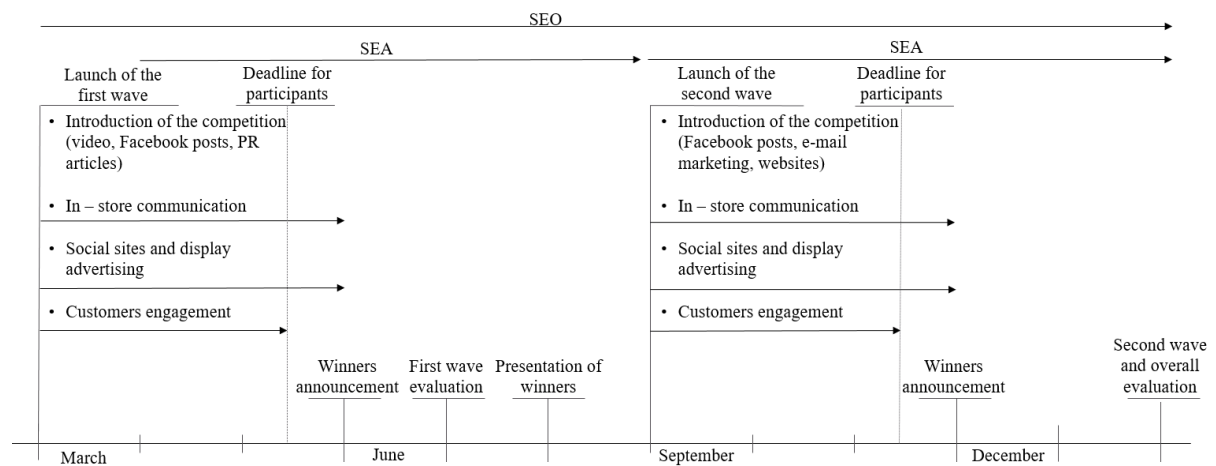 SEO
SEA
SEA
Launch of the
first wave
Deadline for
participants
• Introduction of the competition
(video, Facebook posts, PR
articles)
• In – store communication
• Social sites and display
advertising
• Customers engagement
Winners
announcement
First wave
evaluation
Presentation of
winners
Launch of the
second wave
Deadline for
participants
• Introduction of the competition
(Facebook posts, e-mail
marketing, websites)
• In – store communication
• Social sites and display
advertising
• Customers engagement
Winners
announcement
Second wave
and overall
evaluation
March
June
September
December